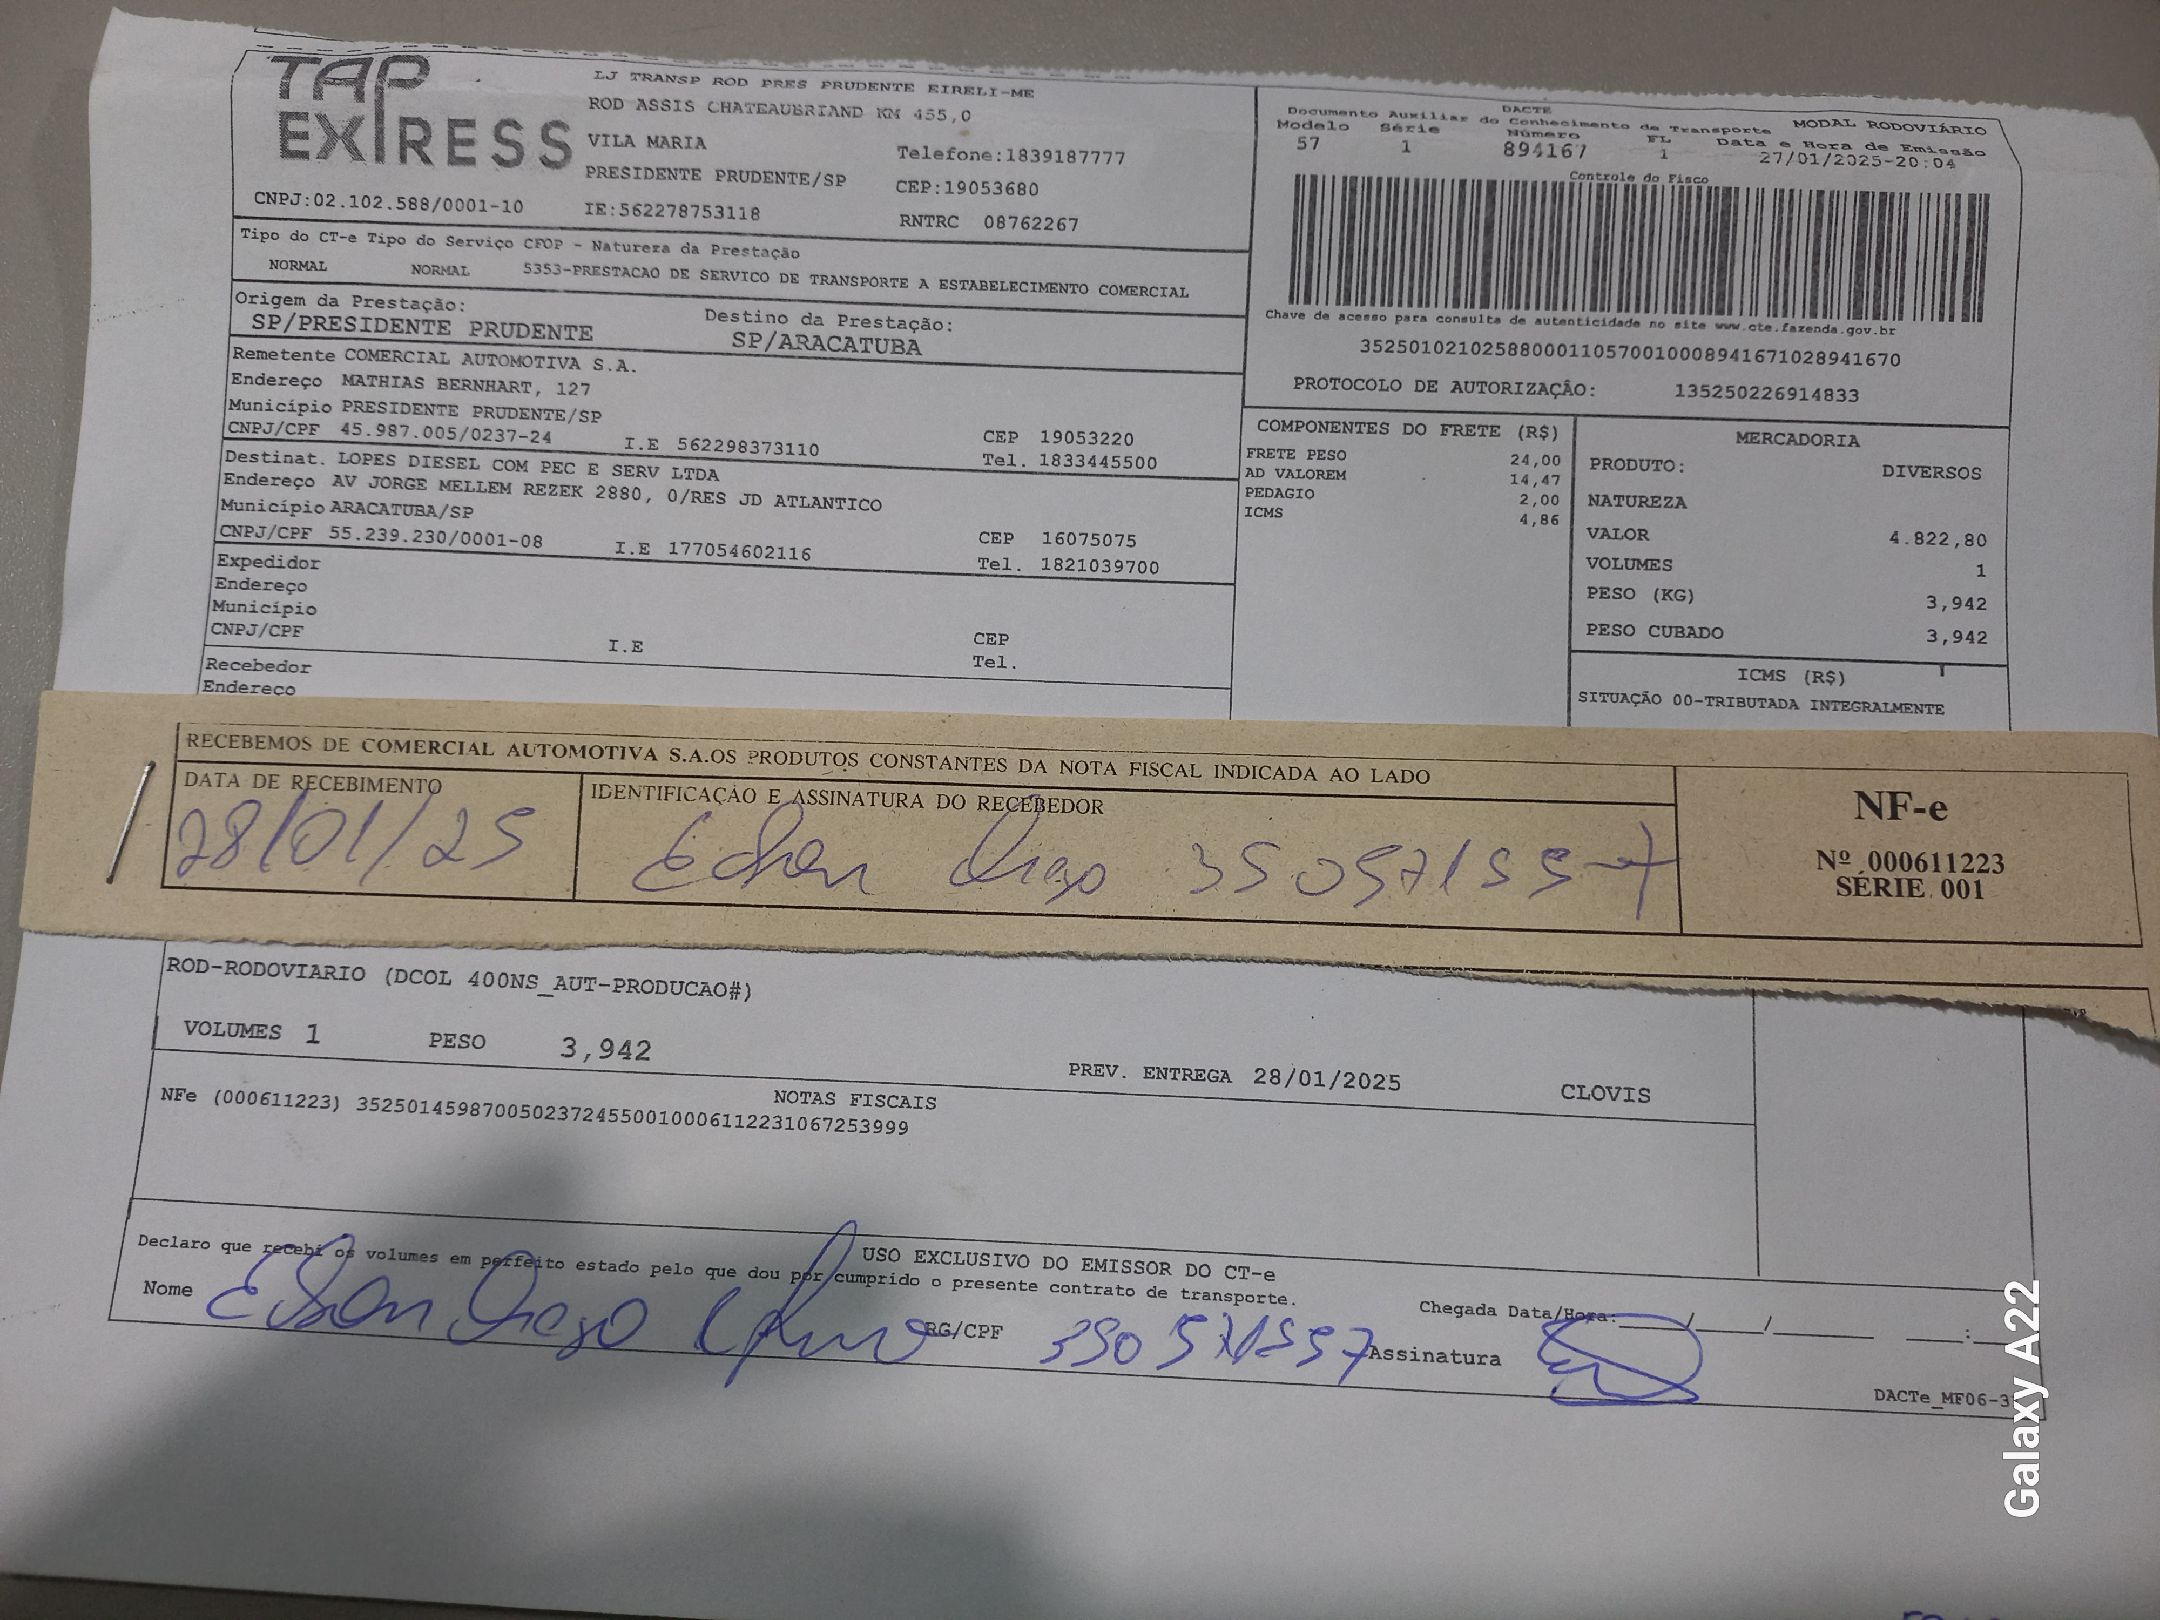 TAP
EXPRESS
LJ TRANSP ROD PRES PRUDENTE EIRELI-ME
ROD ASSIS CHATEAUBRIAND KM 455,0
VILA MARIA
Telefone:1839187777
PRESIDENTE PRUDENTE/SP
CEP:19053680
CNPJ:02.102.588/0001-10
IE:562278753118
RNTRC 08762267
DACTE
Documento Auxiliar do Conhecimento de Transporte
MODAL RODOVIÁRIO
Modelo Série Número FL Data e Hora de Emissão
57 1 894167 1 27/01/2025-20:04
Controle do Fisco
Chave de acesso para consulta de autenticidade no site www.cte.fazenda.gov.br
35250102102588000110570010008941671028941670
PROTOCOLO DE AUTORIZAÇÂO: 135250226914833
Tipo do CT-e Tipo do Serviço CFOP - Natureza da Prestação
NORMAL NORMAL 5353-PRESTACAO DE SERVICO DE TRANSPORTE A ESTABELECIMENTO COMERCIAL
Origem da Prestação:
SP/PRESIDENTE PRUDENTE
Destino da Prestação:
SP/ARACATUBA
Remetente COMERCIAL AUTOMOTIVA S.A.
Endereço MATHIAS BERNHART, 127
Município PRESIDENTE PRUDENTE/SP
CEP 19053220
CNPJ/CPF 45.987.005/0237-24 I.E 562298373110 Tel. 1833445500
Destinat. LOPES DIESEL COM PEC E SERV LTDA
Endereço AV JORGE MELLEM REZEK 2880, 0/RES JD ATLANTICO
Município ARACATUBA/SP
CEP 16075075
CNPJ/CPF 55.239.230/0001-08 I.E 177054602116 Tel. 1821039700
Expedidor
Endereço
Município
CEP
CNPJ/CPF I.E Tel.
Recebedor
Endereço
COMPONENTES DO FRETE (R$)
FRETE PESO 24,00
AD VALOREM 14,47
PEDAGIO 2,00
ICMS 4,86
MERCADORIA
PRODUTO: DIVERSOS
NATUREZA
VALOR 4.822,80
VOLUMES 1
PESO (KG) 3,942
PESO CUBADO 3,942
ICMS (R$)
SITUAÇÃO 00-TRIBUTADA INTEGRALMENTE
RECEBEMOS DE COMERCIAL AUTOMOTIVA S.A.OS PRODUTOS CONSTANTES DA NOTA FISCAL INDICADA AO LADO
DATA DE RECEBIMENTO
28/01/25
IDENTIFICAÇÃO E ASSINATURA DO RECEBEDOR
NF-e
Nº 000611223
SÉRIE 001
ROD-RODOVIARIO (DCOL 400NS_AUT-PRODUCAO#)
VOLUMES 1 PESO 3,942
PREV. ENTREGA 28/01/2025 CLOVIS
NOTAS FISCAIS
NFe (000611223) 35250145987005023724550010006112231067253999
USO EXCLUSIVO DO EMISSOR DO CT-e
Declaro que recebi os volumes em perfeito estado pelo que dou por cumprido o presente contrato de transporte.
Nome
RG/CPF
Chegada Data/Hora:___/___/___ __:__
Assinatura
DACTe_MF06-3
Galaxy A22